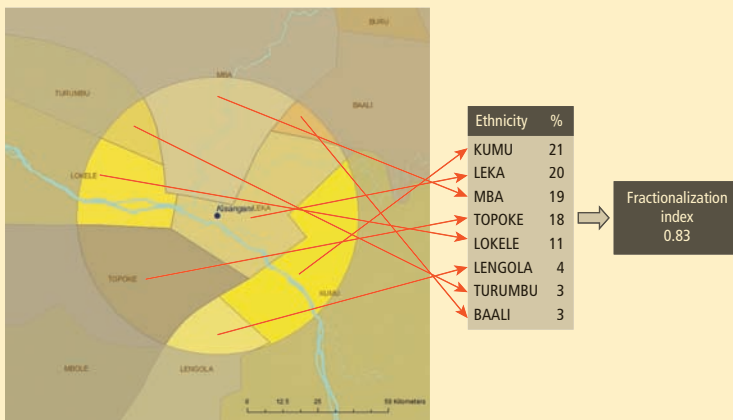 BURU
MBA
TURUMBU
BAALI
LOKELE
Kisangani
LEKA
TOPOKE
KUMU
MBOLE
LENGOLA
0 12.5 25 50 Kilometers
Ethnicity %
KUMU 21
LEKA 20
MBA 19
TOPOKE 18
LOKELE 11
LENGOLA 4
TURUMBU 3
BAALI 3
Fractionalization
index
0.83